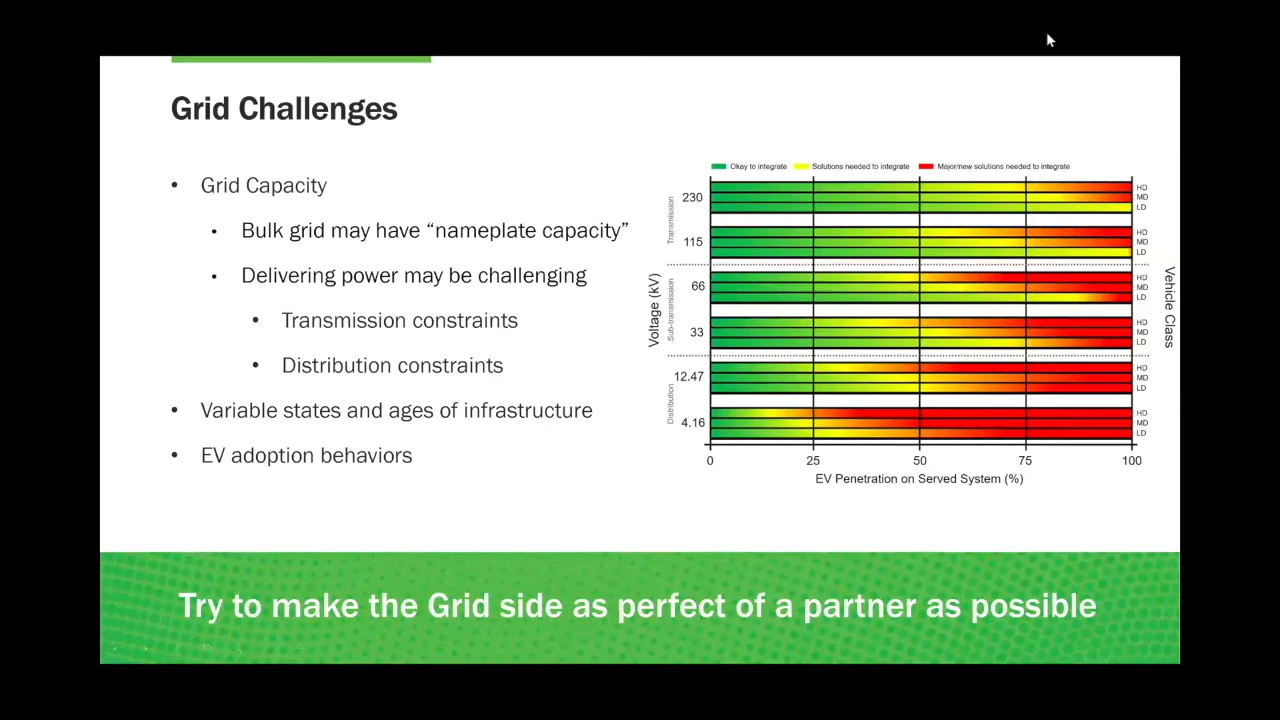 Grid Challenges
• Grid Capacity
• Bulk grid may have “nameplate capacity”
• Delivering power may be challenging
• Transmission constraints
• Distribution constraints
• Variable states and ages of infrastructure
• EV adoption behaviors
Okay to integrate Solutions needed to integrate Major/new solutions needed to integrate
Voltage (kV)
Transmission
Sub-transmission
Distribution
230
115
66
33
12.47
4.16
HD
MD
LD
HD
MD
LD
HD
MD
LD
HD
MD
LD
HD
MD
LD
HD
MD
LD
Vehicle Class
0 25 50 75 100
EV Penetration on Served System (%)
Try to make the Grid side as perfect of a partner as possible